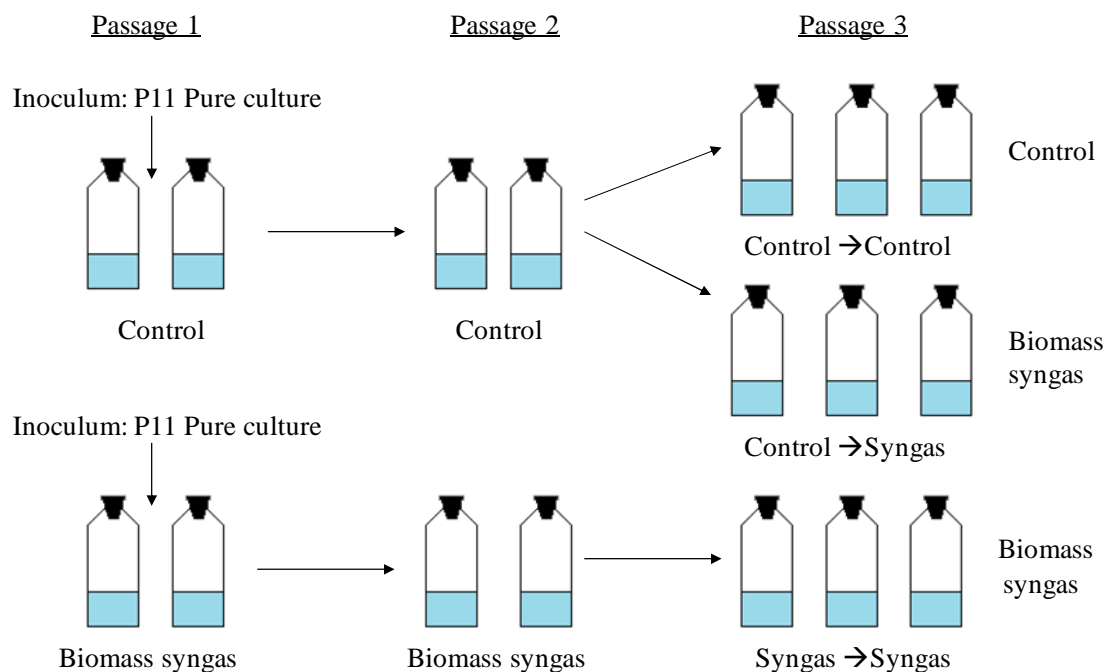 Passage 1
Passage 2
Passage 3
Inoculum: P11 Pure culture
Control
Control
Control
Control →Control
Biomass
syngas
Control →Syngas
Inoculum: P11 Pure culture
Biomass
syngas
Biomass syngas
Biomass syngas
Syngas →Syngas